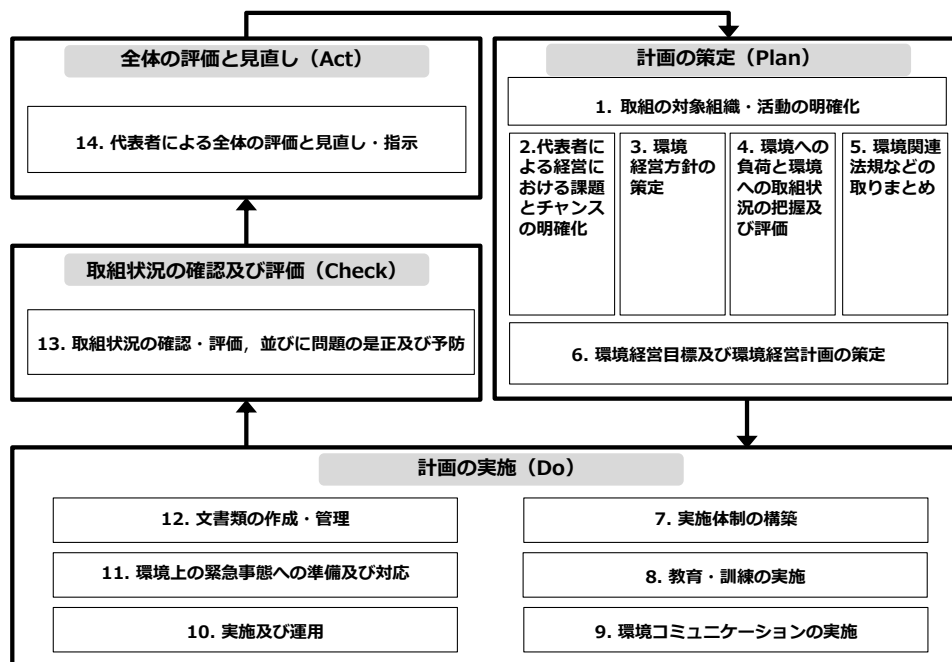 全体の評価と見直し（Act）
14. 代表者による全体の評価と見直し・指示
計画の策定（Plan）
1. 取組の対象組織・活動の明確化
2.代表者
による経営に
おける課題
とチャンス
の明確化
3. 環境
経営方針の
策定
4. 環境への
負荷と環境
への取組状
況の把握及
び評価
5. 環境関連
法規などの
取りまとめ
6. 環境経営目標及び環境経営計画の策定
取組状況の確認及び評価（Check）
13. 取組状況の確認・評価，並びに問題の是正及び予防
計画の実施（Do）
12. 文書類の作成・管理
7. 実施体制の構築
11. 環境上の緊急事態への準備及び対応
8. 教育・訓練の実施
10. 実施及び運用
9. 環境コミュニケーションの実施